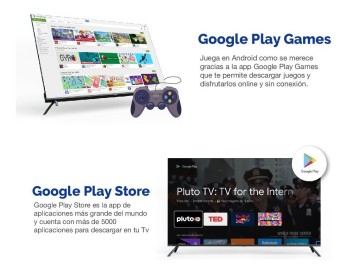 Google Play Games
Juega en Android como se merece
gracias a la app Google Play Games
que te permite descargar juegos y
disfrutarlos online y sin conexión.
Google Play
Google Play
Pluto TV: TV for the Intern
pluto tv
TED
Google Play Store
Google Play Store es la app de
aplicaciones más grande del mundo
y cuenta con más de 5000
aplicaciones para descargar en tu Tv